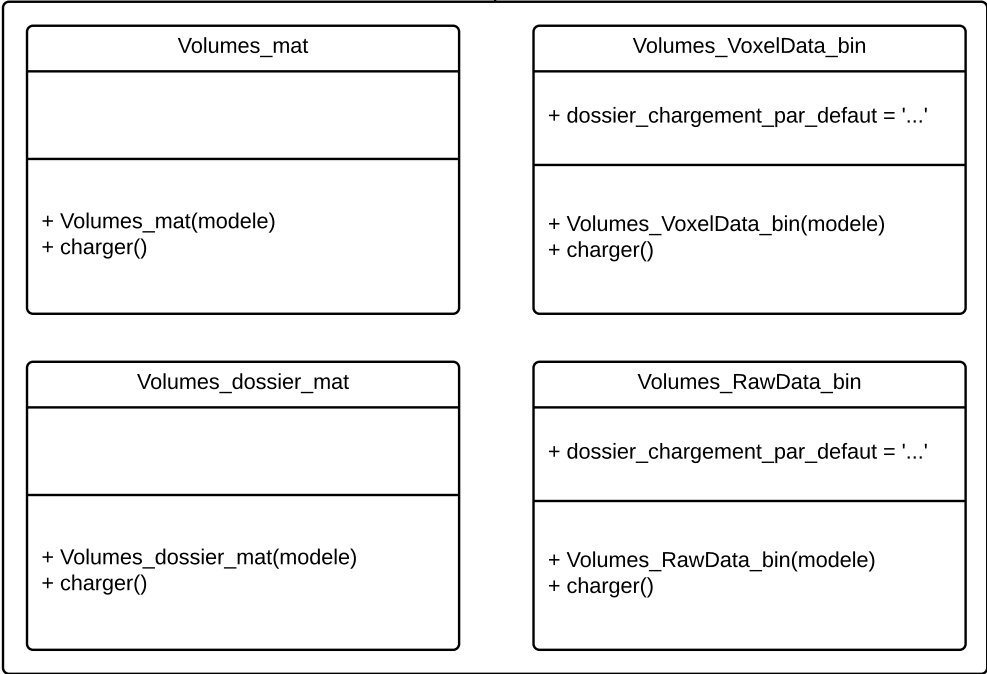 Volumes_mat
+ Volumes_mat(modele)
+ charger()
Volumes_VoxelData_bin
+ dossier_chargement_par_defaut = '...'
+ Volumes_VoxelData_bin(modele)
+ charger()
Volumes_dossier_mat
+ Volumes_dossier_mat(modele)
+ charger()
Volumes_RawData_bin
+ dossier_chargement_par_defaut = '...'
+ Volumes_RawData_bin(modele)
+ charger()